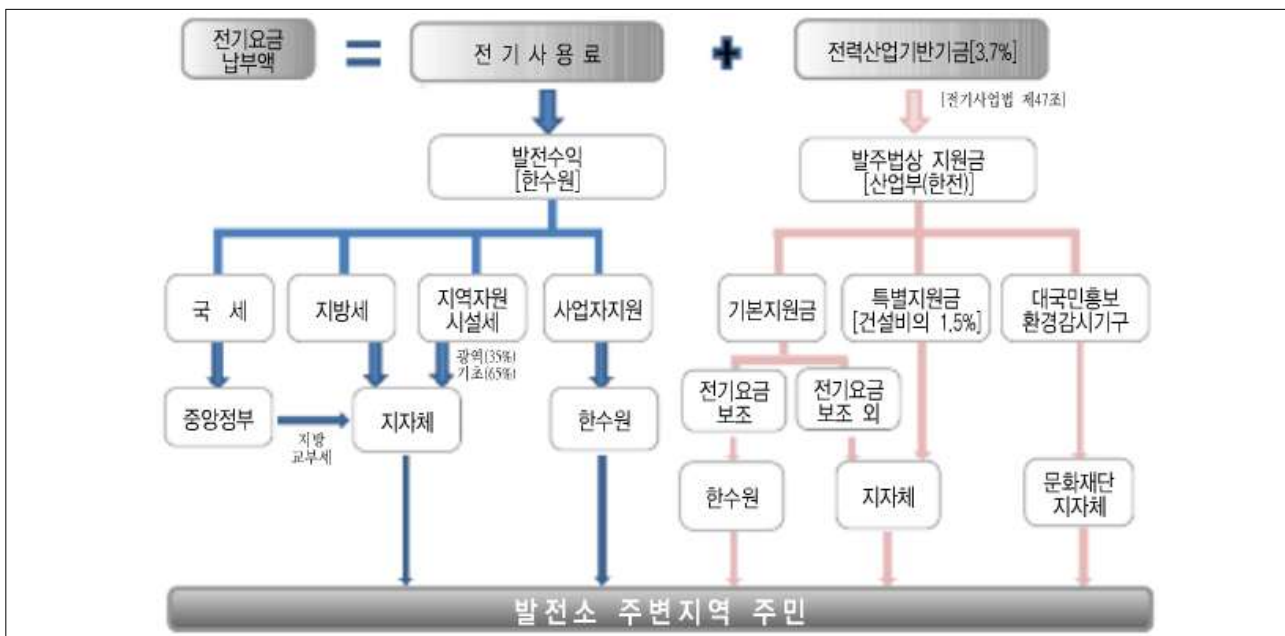 전기요금
납부액
=
전 기 사 용 료
+
전력산업기반기금[3.7%]
[전기사업법 제47조]
발전수익
[한수원]
발주법상 지원금
[산업부(한전)]
국 세
지방세
지역자원
시설세
사업자지원
기본지원금
특별지원금
[건설비의 1.5%]
대국민홍보
환경감시기구
광역(35%)
기초(65%)
중앙정부
지방
교부세
지자체
한수원
전기요금
보조
전기요금
보조 외
한수원
지자체
문화재단
지자체
발전소 주변지역 주민